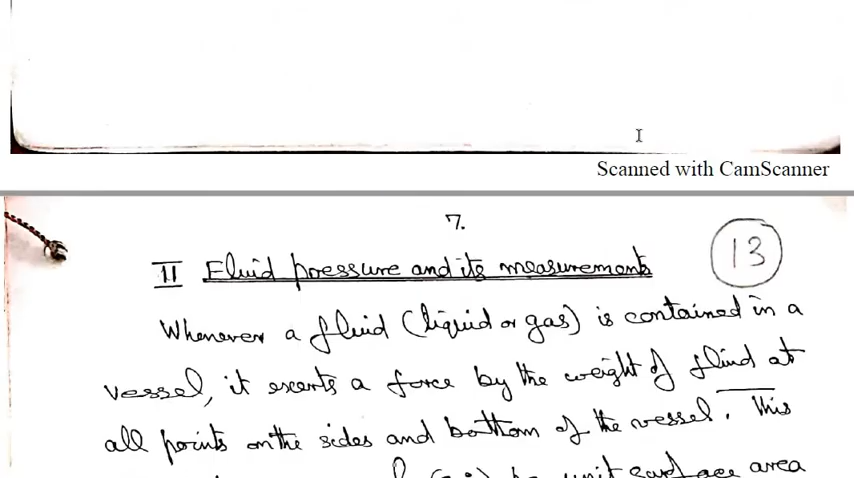 Scanned with CamScanner
7.
13
II Fluid pressure and its measurements
Whenever a fluid (liquid or gas) is contained in a
vessel, it exerts a force by the weight of fluid at
all points on the sides and bottom of the vessel. This
unit surface area